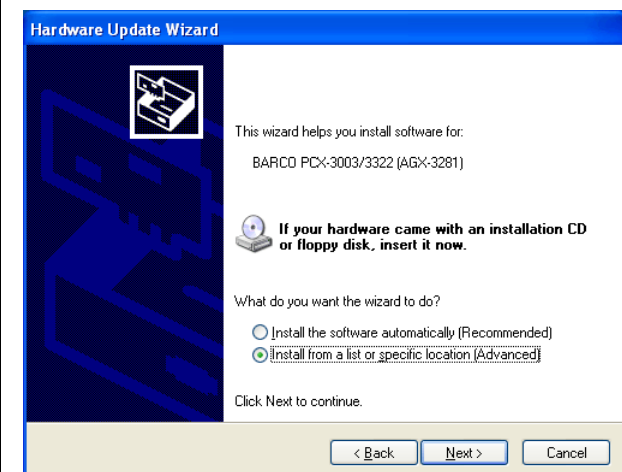 Hardware Update Wizard
This wizard helps you install software for:
BARCO PCX-3003/3322 (AGX-3281)
If your hardware came with an installation CD
or floppy disk, insert it now.
What do you want the wizard to do?
Install the software automatically (Recommended)
Install from a list or specific location (Advanced)
Click Next to continue.
< Back Next > Cancel